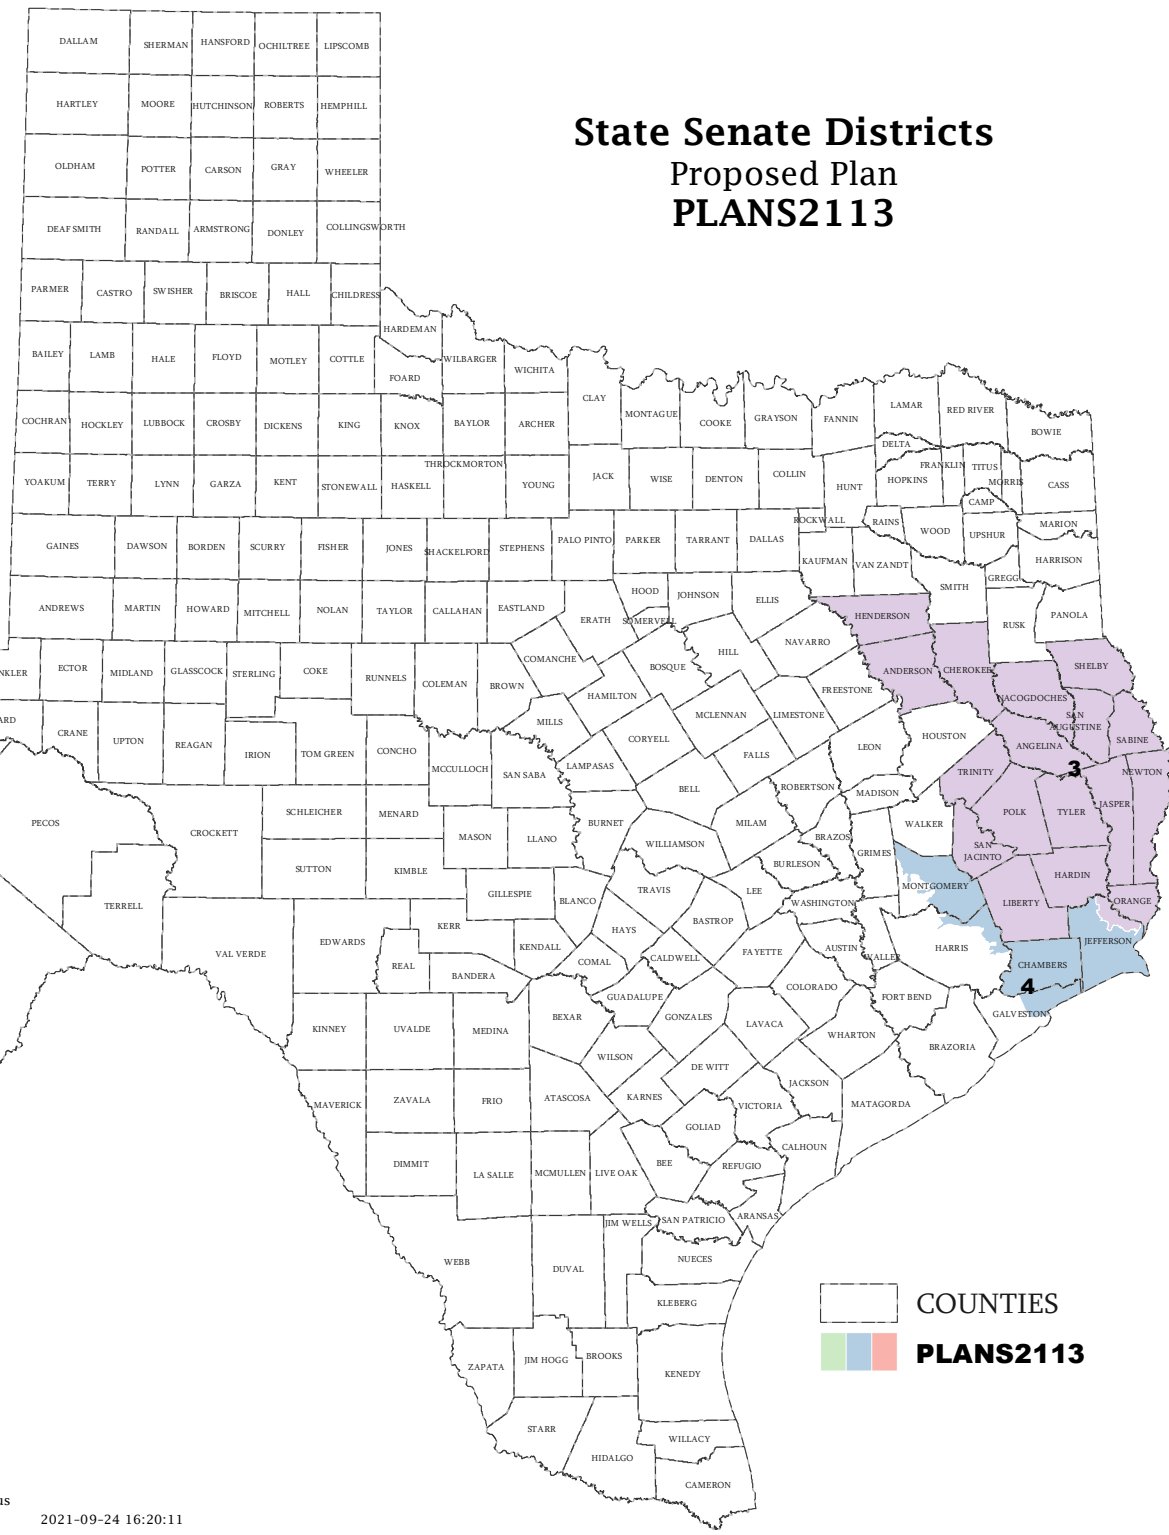 State Senate Districts
Proposed Plan
PLANS2113
DALLAM SHERMAN HANSFORD OCHILTREE LIPSCOMB
HARTLEY MOORE HUTCHINSON ROBERTS HEMPHILL
OLDHAM POTTER CARSON GRAY WHEELER
DEAF SMITH RANDALL ARMSTRONG DONLEY COLLINGSWORTH
PARMER CASTRO SWISHER BRISCOE HALL CHILDRESS
HARDEMAN
BAILEY LAMB HALE FLOYD MOTLEY COTTLE WILBARGER WICHITA
FOARD
CLAY MONTAGUE COOKE GRAYSON FANNIN LAMAR RED RIVER BOWIE
COCHRAN HOCKLEY LUBBOCK CROSBY DICKENS KING KNOX BAYLOR ARCHER
DELTA
THROCKMORTON
FRANKLIN TITUS
YOAKUM TERRY LYNN GARZA KENT STONEWALL HASKELL YOUNG JACK WISE DENTON COLLIN HUNT HOPKINS MORRIS CASS
CAMP
ROCKWALL RAINS WOOD UPSHUR MARION
GAINES DAWSON BORDEN SCURRY FISHER JONES SHACKELFORD STEPHENS PALO PINTO PARKER TARRANT DALLAS
KAUFMAN VAN ZANDT HARRISON
SMITH GREGG
ANDREWS MARTIN HOWARD MITCHELL NOLAN TAYLOR CALLAHAN EASTLAND ERATH HOOD JOHNSON ELLIS
SOMERVELL HENDERSON RUSK PANOLA
NAVARRO
NKLER ECTOR MIDLAND GLASSCOCK STERLING COKE RUNNELS COLEMAN BROWN COMANCHE BOSQUE HILL
ANDERSON CHEROKEE SHELBY
HAMILTON FREESTONE NACOGDOCHES
ARD CRANE UPTON REAGAN IRION TOM GREEN CONCHO MILLS CORYELL MCLENNAN LIMESTONE
SAN
AUGUSTINE
HOUSTON ANGELINA SABINE
LEON
3
MCCULLOCH SAN SABA LAMPASAS FALLS TRINITY NEWTON
BELL ROBERTSON MADISON
PECOS CROCKETT SCHLEICHER MENARD MASON LLANO BURNET MILAM BRAZOS WALKER POLK TYLER JASPER
WILLIAMSON GRIMES SAN
JACINTO
SUTTON KIMBLE BURLESON HARDIN
GILLESPIE BLANCO TRAVIS LEE WASHINGTON MONTGOMERY LIBERTY ORANGE
TERRELL KERR HAYS BASTROP
VAL VERDE EDWARDS KENDALL COMAL CALDWELL FAYETTE AUSTIN WALLER HARRIS JEFFERSON
REAL BANDERA CHAMBERS
4
GUADALUPE COLORADO FORT BEND GALVESTON
KINNEY UVALDE MEDINA BEXAR GONZALES LAVACA WHARTON BRAZORIA
WILSON DE WITT JACKSON
MAVERICK ZAVALA FRIO ATASCOSA KARNES VICTORIA MATAGORDA
GOLIAD
CALHOUN
DIMMIT LA SALLE MCMULLEN LIVE OAK BEE REFUGIO
JIM WELLS SAN PATRICIO ARANSAS
WEBB DUVAL NUECES
KLEBERG
ZAPATA JIM HOGG BROOKS KENEDY
STARR WILLACY
HIDALGO
CAMERON
COUNTIES
PLANS2113
us
2021-09-24 16:20:11